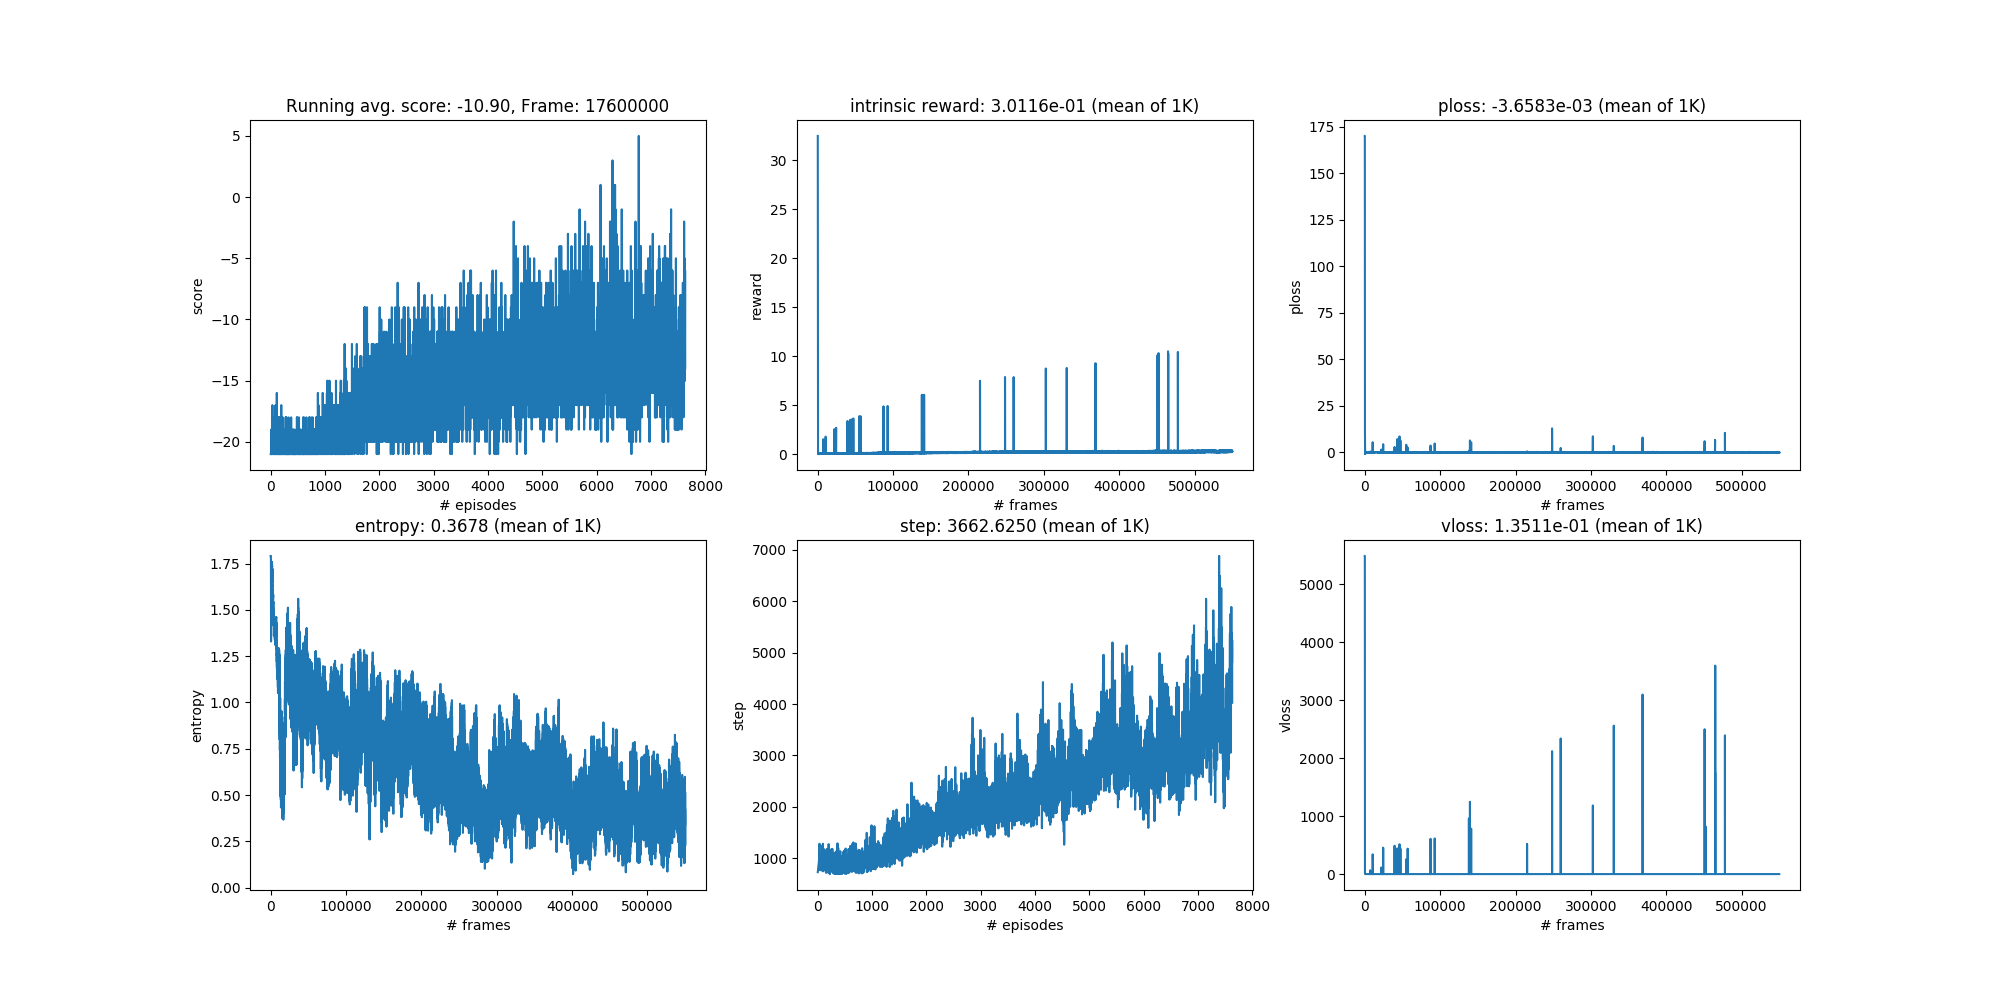 Running avg. score: -10.90, Frame: 17600000
5
0
−5
−10
−15
−20
score
0 1000 2000 3000 4000 5000 6000 7000 8000
# episodes
intrinsic reward: 3.0116e-01 (mean of 1K)
30
25
20
15
10
5
0
reward
0 100000 200000 300000 400000 500000
# frames
ploss: -3.6583e-03 (mean of 1K)
175
150
125
100
75
50
25
0
ploss
0 100000 200000 300000 400000 500000
# frames
entropy: 0.3678 (mean of 1K)
1.75
1.50
1.25
1.00
0.75
0.50
0.25
0.00
entropy
0 100000 200000 300000 400000 500000
# frames
step: 3662.6250 (mean of 1K)
7000
6000
5000
4000
3000
2000
1000
step
0 1000 2000 3000 4000 5000 6000 7000 8000
# episodes
vloss: 1.3511e-01 (mean of 1K)
5000
4000
3000
2000
1000
0
vloss
0 100000 200000 300000 400000 500000
# frames